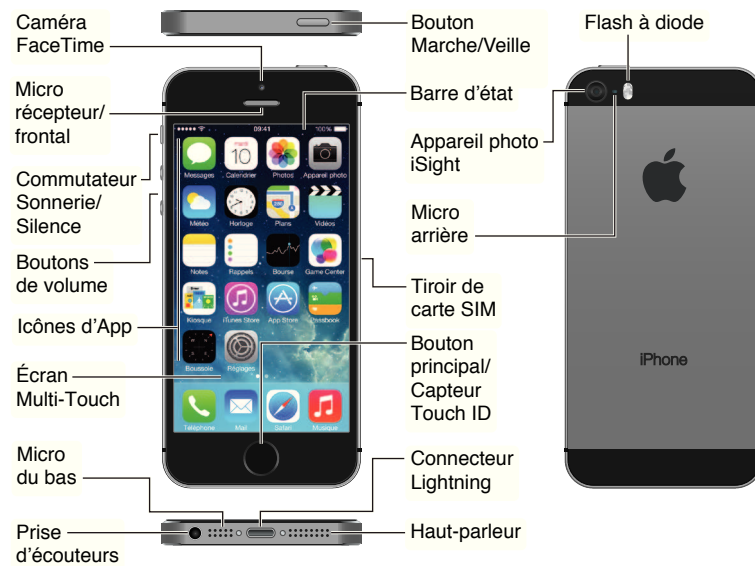 Caméra
FaceTime
Bouton
Marche/Veille
Flash à diode
Micro
récepteur/
frontal
Barre d'état
Appareil photo
iSight
Commutateur
Sonnerie/
Silence
Micro
arrière
Boutons
de volume
Tiroir de
carte SIM
Icônes d'App
Bouton
principal/
Capteur
Touch ID
Écran
Multi-Touch
Micro
du bas
Connecteur
Lightning
Prise
d'écouteurs
Haut-parleur
09:41
100 %
mardi
10
Messages Calendrier Photos Appareil photo
Météo Horloge Plans Vidéos
Notes Rappels Bourse Game Center
Kiosque iTunes Store App Store Passbook
Boussole Réglages
Téléphone Mail Safari Musique
iPhone